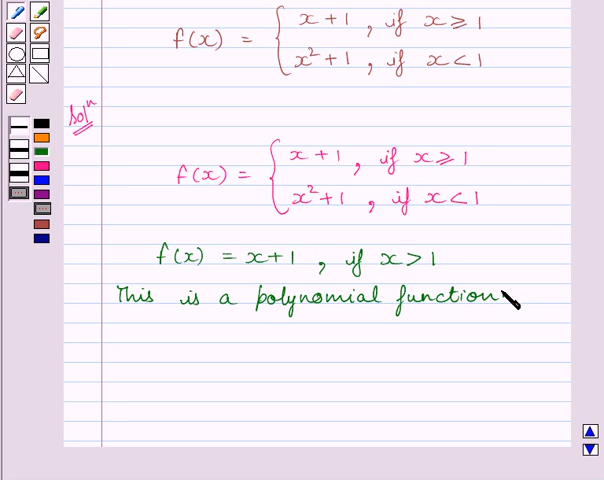 f(x) = { x + 1 , if x ≥ 1
x² + 1 , if x < 1
Solⁿ
f(x) = { x + 1 , if x ≥ 1
x² + 1 , if x < 1
f(x) = x + 1 , if x > 1
This is a polynomial function